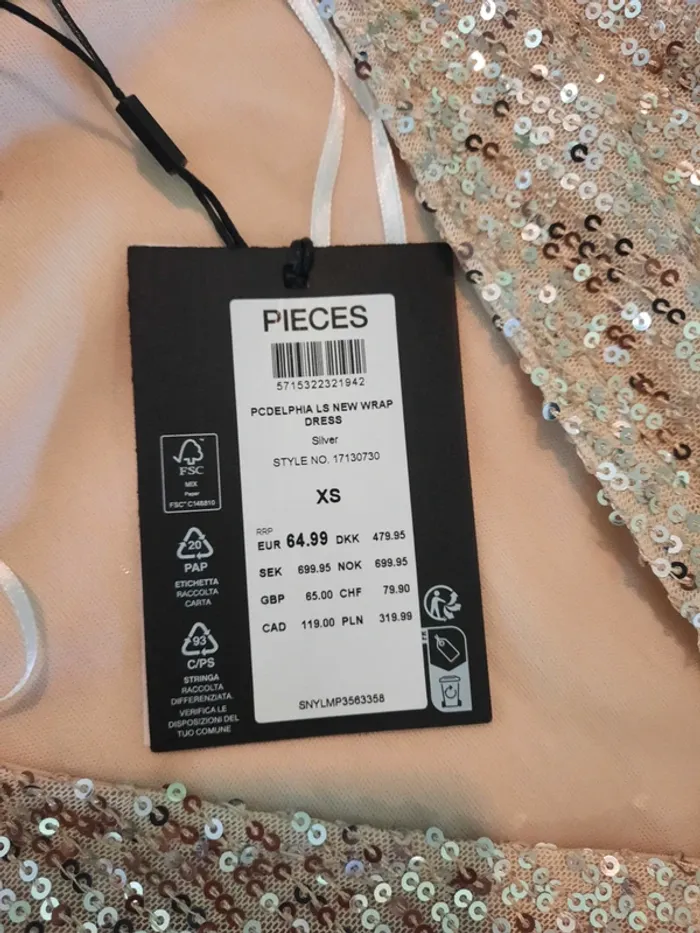 PIECES
5715322321942
PCDELPHIA LS NEW WRAP
DRESS
Silver
STYLE NO. 17130730
XS
RRP
EUR 64.99 DKK 479.95
SEK 699.95 NOK 699.95
GBP 65.00 CHF 79.90
CAD 119.00 PLN 319.99
SNYLMP3563358
FSC
MIX
Paper
FSC™ C148810
20
PAP
ETICHETTA
RACCOLTA
CARTA
93
C/PS
STRINGA
RACCOLTA
DIFFERENZIATA.
VERIFICA LE
DISPOSIZIONI DEL
TUO COMUNE
FR